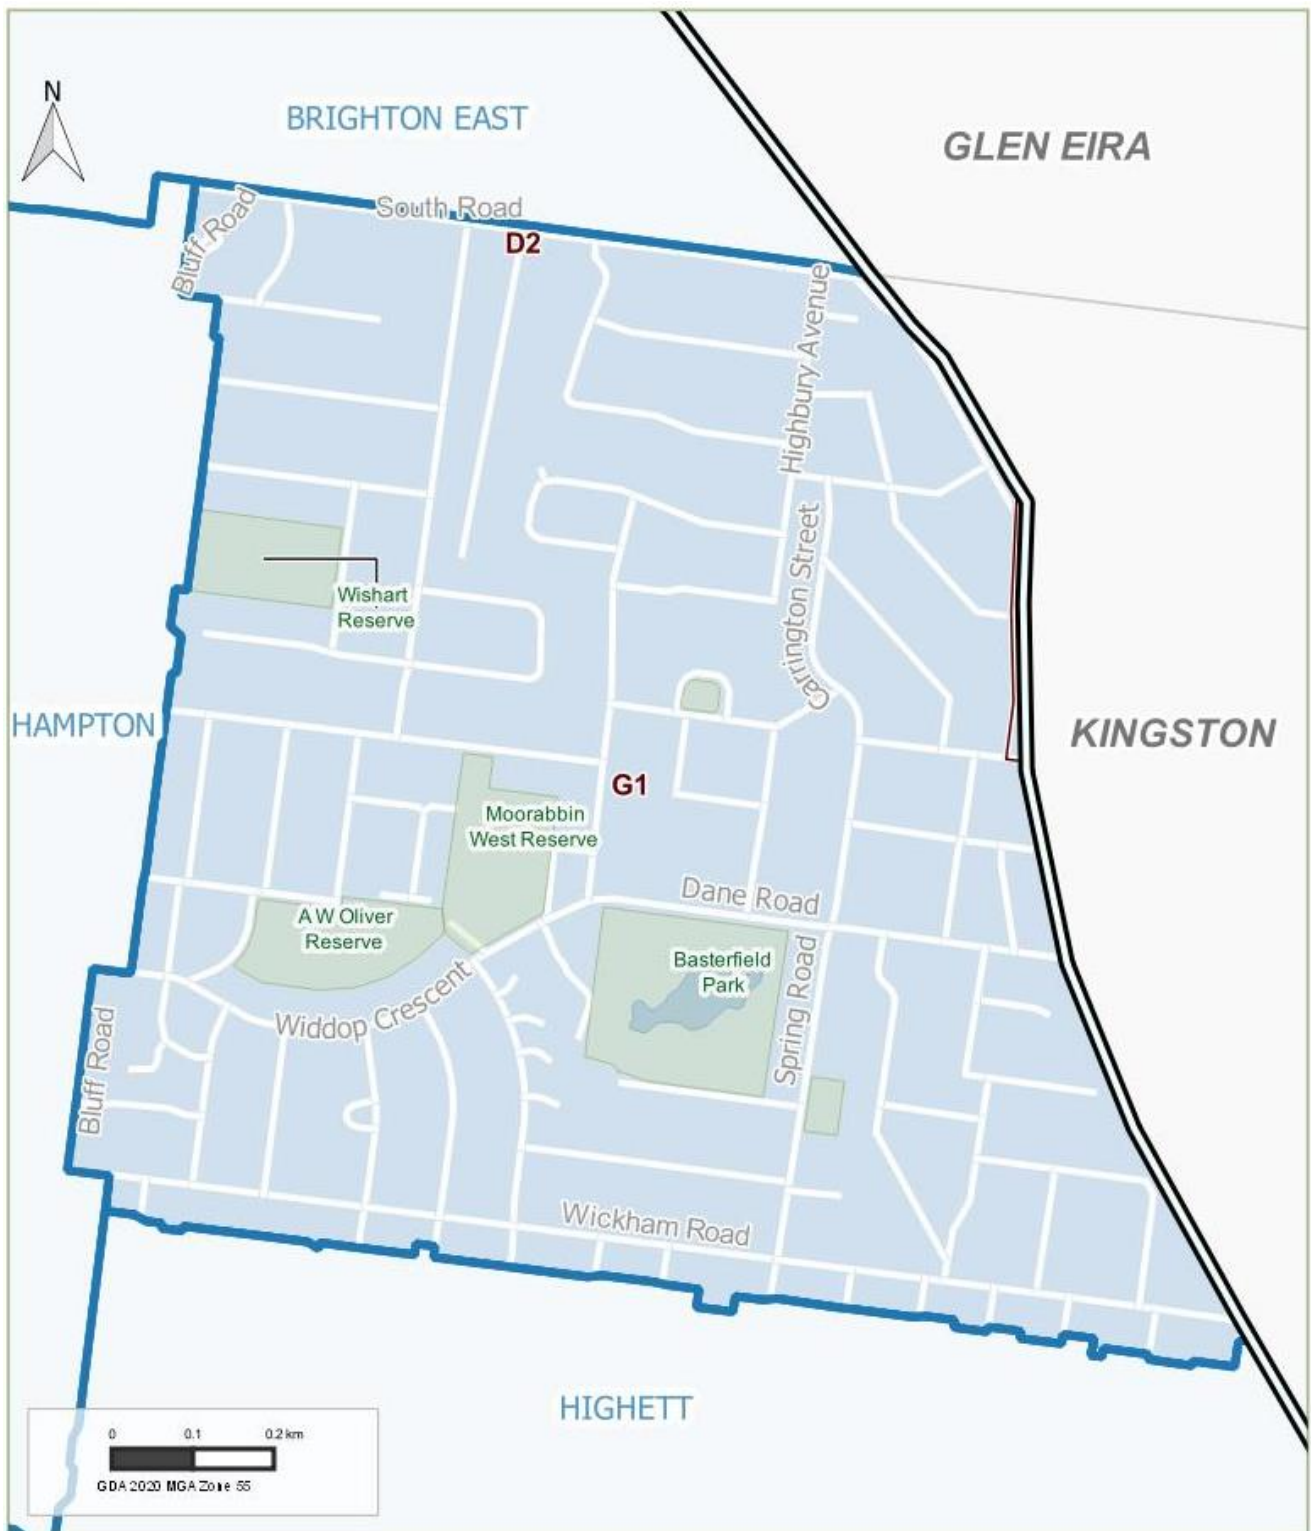 N
BRIGHTON EAST
GLEN EIRA
South Road
Bluff Road
D2
Highbury Avenue
Carrington Street
Wishart
Reserve
HAMPTON
KINGSTON
G1
Moorabbin
West Reserve
Dane Road
A W Oliver
Reserve
Basterfield
Park
Widdop Crescent
Spring Road
Bluff Road
Wickham Road
HIGHETT
0 0.1 0.2 km
GDA 2020 MGA Zone 55